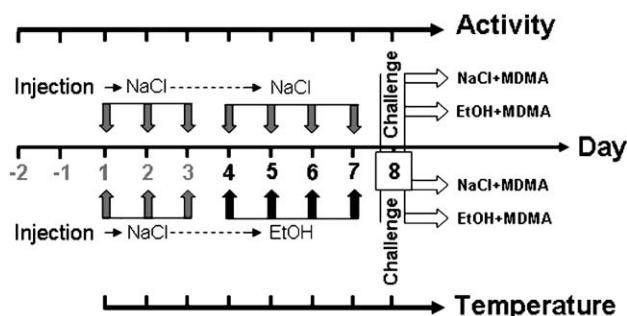 Activity
Injection NaCl NaCl
Challenge
NaCl+MDMA
EtOH+MDMA
-2 -1 1 2 3 4 5 6 7 8 Day
NaCl+MDMA
EtOH+MDMA
Challenge
Injection NaCl EtOH
Temperature